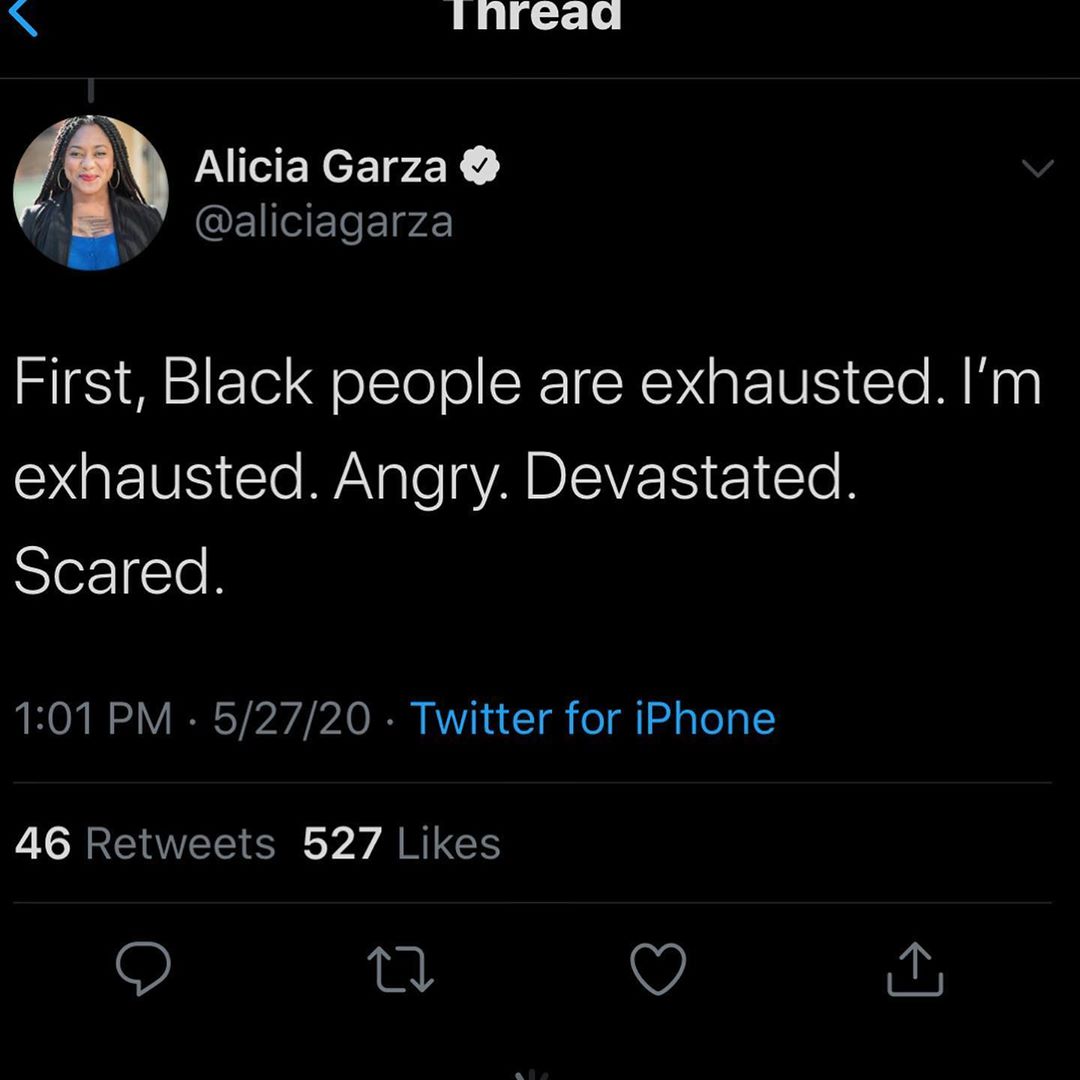 Thread
Alicia Garza
@aliciagarza
First, Black people are exhausted. I’m
exhausted. Angry. Devastated.
Scared.
1:01 PM · 5/27/20 · Twitter for iPhone
46 Retweets 527 Likes